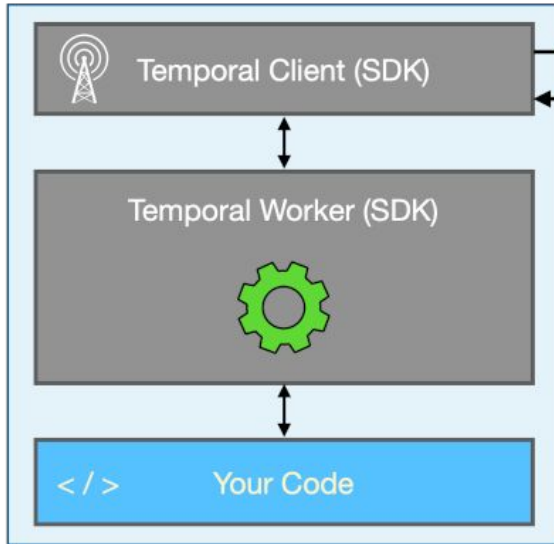 Temporal Client (SDK)
Temporal Worker (SDK)
</> Your Code